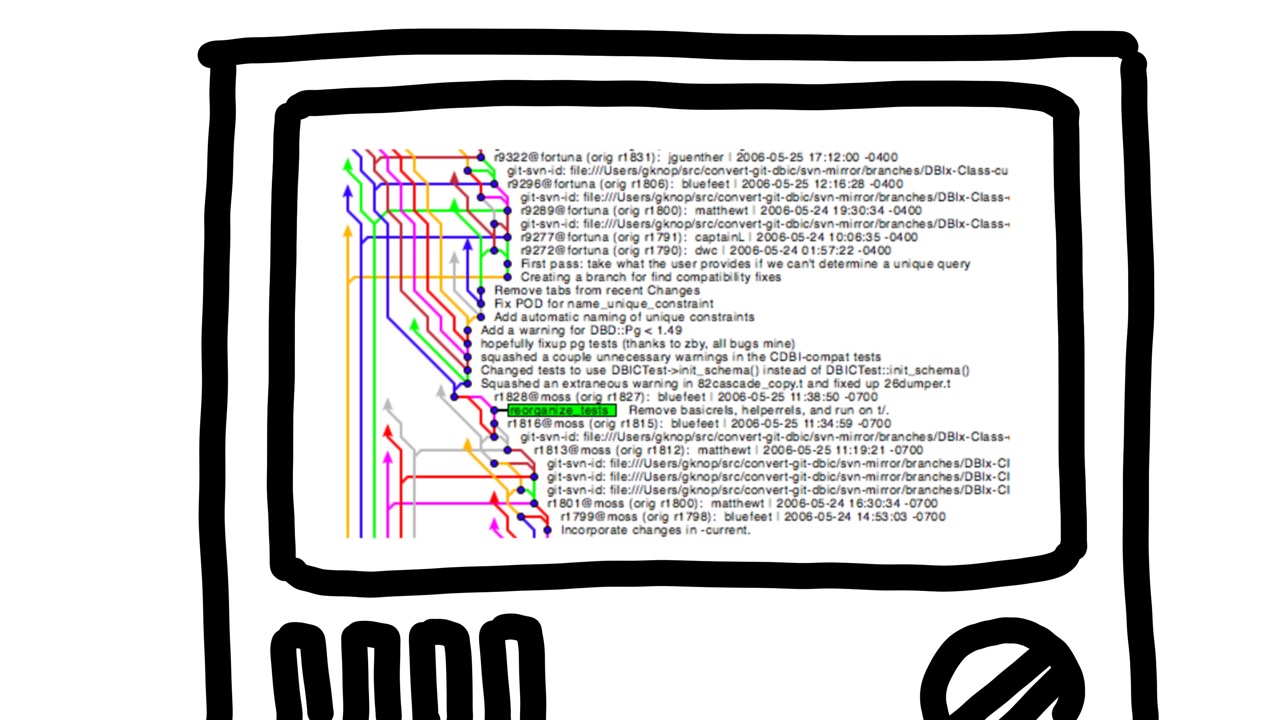 r9322@fortuna (orig r1831): jguenther | 2006-05-25 17:12:00 -0400
git-svn-id: file:///Users/gknop/src/convert-git-dbic/svn-mirror/branches/DBIx-Class-cu
r9296@fortuna (orig r1806): bluefeet | 2006-05-25 12:16:28 -0400
git-svn-id: file:///Users/gknop/src/convert-git-dbic/svn-mirror/branches/DBIx-Class-
r9289@fortuna (orig r1800): matthewt | 2006-05-24 19:30:34 -0400
git-svn-id: file:///Users/gknop/src/convert-git-dbic/svn-mirror/branches/DBIx-Class-
r9277@fortuna (orig r1791): captainL | 2006-05-24 10:06:35 -0400
r9272@fortuna (orig r1790): dwc | 2006-05-24 01:57:22 -0400
First pass: take what the user provides if we can't determine a unique query
Creating a branch for find compatibility fixes
Remove tabs from recent Changes
Fix POD for name_unique_constraint
Add automatic naming of unique constraints
Add a warning for DBD::Pg < 1.49
hopefully fixup pg tests (thanks to zby, all bugs mine)
squashed a couple unnecessary warnings in the CDBI-compat tests
Changed tests to use DBICTest->init_schema() instead of DBICTest::init_schema()
Squashed an extraneous warning in 82cascade_copy.t and fixed up 26dumper.t
r1828@moss (orig r1827): bluefeet | 2006-05-25 11:38:50 -0700
reorganize_tests Remove basicrels, helperrels, and run on t/.
r1816@moss (orig r1815): bluefeet | 2006-05-25 11:34:59 -0700
git-svn-id: file:///Users/gknop/src/convert-git-dbic/svn-mirror/branches/DBIx-Class-
r1813@moss (orig r1812): matthewt | 2006-05-25 11:19:21 -0700
git-svn-id: file:///Users/gknop/src/convert-git-dbic/svn-mirror/branches/DBIx-Cl
git-svn-id: file:///Users/gknop/src/convert-git-dbic/svn-mirror/branches/DBIx-Cl
git-svn-id: file:///Users/gknop/src/convert-git-dbic/svn-mirror/branches/DBIx-Cl
r1801@moss (orig r1800): matthewt | 2006-05-24 16:30:34 -0700
r1799@moss (orig r1798): bluefeet | 2006-05-24 14:53:03 -0700
Incorporate changes in -current.